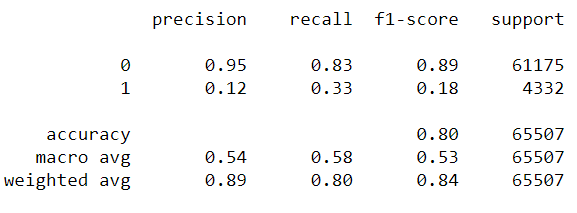 precision recall f1-score support
0 0.95 0.83 0.89 61175
1 0.12 0.33 0.18 4332
accuracy 0.80 65507
macro avg 0.54 0.58 0.53 65507
weighted avg 0.89 0.80 0.84 65507